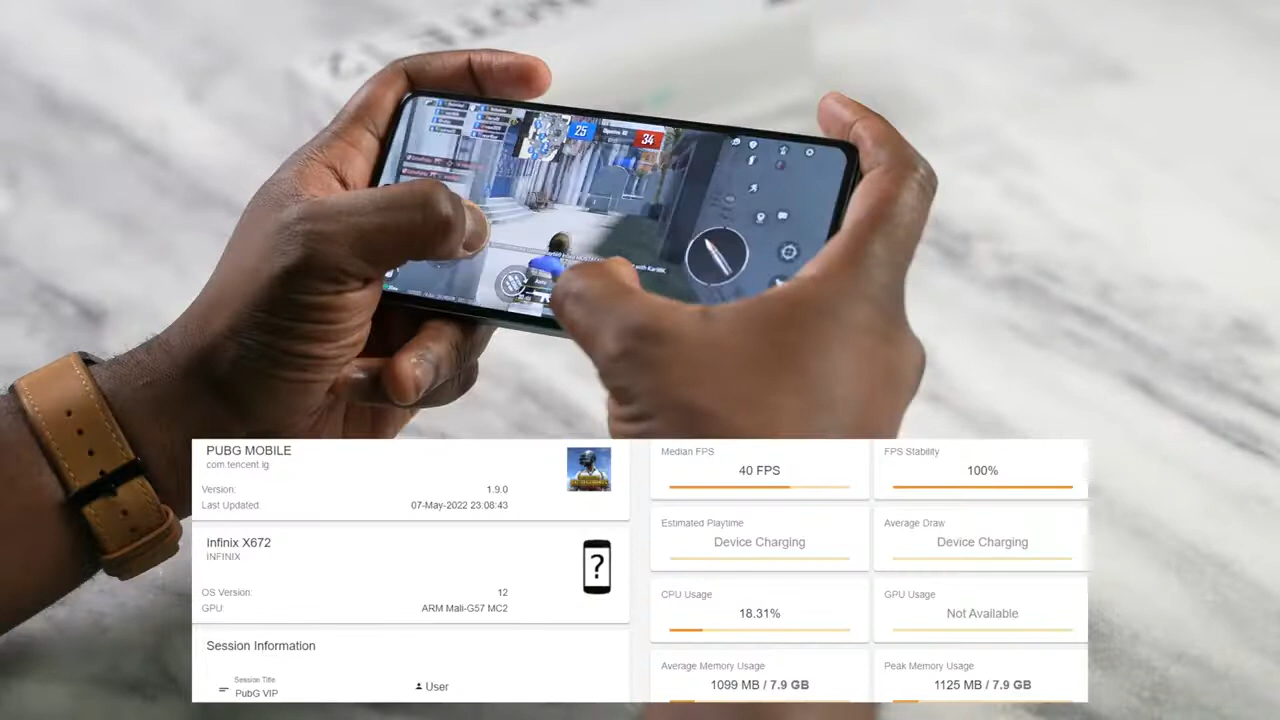 25
34
PUBG MOBILE
com.tencent.ig
Version: 1.9.0
Last Updated 07-May-2022 23:08:43
Infinix X672
INFINIX
OS Version: 12
GPU: ARM Mali-G57 MC2
Session Information
Session Title
PubG VIP
User
Median FPS
40 FPS
FPS Stability
100%
Estimated Playtime
Device Charging
Average Draw
Device Charging
CPU Usage
18.31%
GPU Usage
Not Available
Average Memory Usage
1099 MB / 7.9 GB
Peak Memory Usage
1125 MB / 7.9 GB